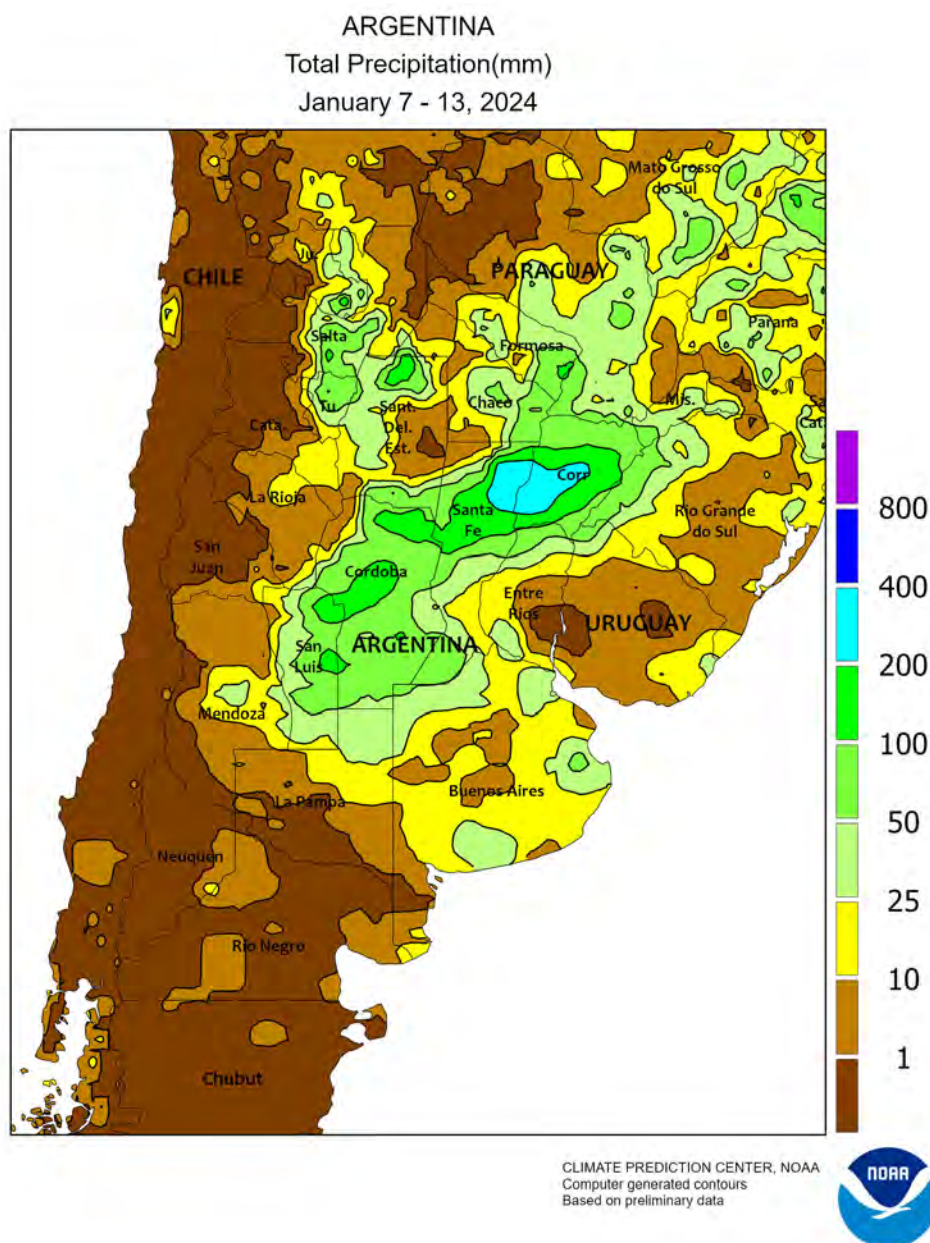 ARGENTINA
Total Precipitation(mm)
January 7 - 13, 2024
Mato Grosso
do Sul
Ju.
CHILE
PARAGUAY
Parana
Salta
Formosa
Tu
Sant.
Del.
Est.
Chaco
Mis.
Sa
Cat.
Cata.
La Rioja
Corr
Santa
Fe
Rio Grande
do Sul
San
Juan
Cordoba
Entre
Rios
URUGUAY
San
Luis
ARGENTINA
Mendoza
Buenos Aires
La Pampa
Neuquen
Rio Negro
Chubut
800
400
200
100
50
25
10
1
CLIMATE PREDICTION CENTER, NOAA
Computer generated contours
Based on preliminary data
NOAA